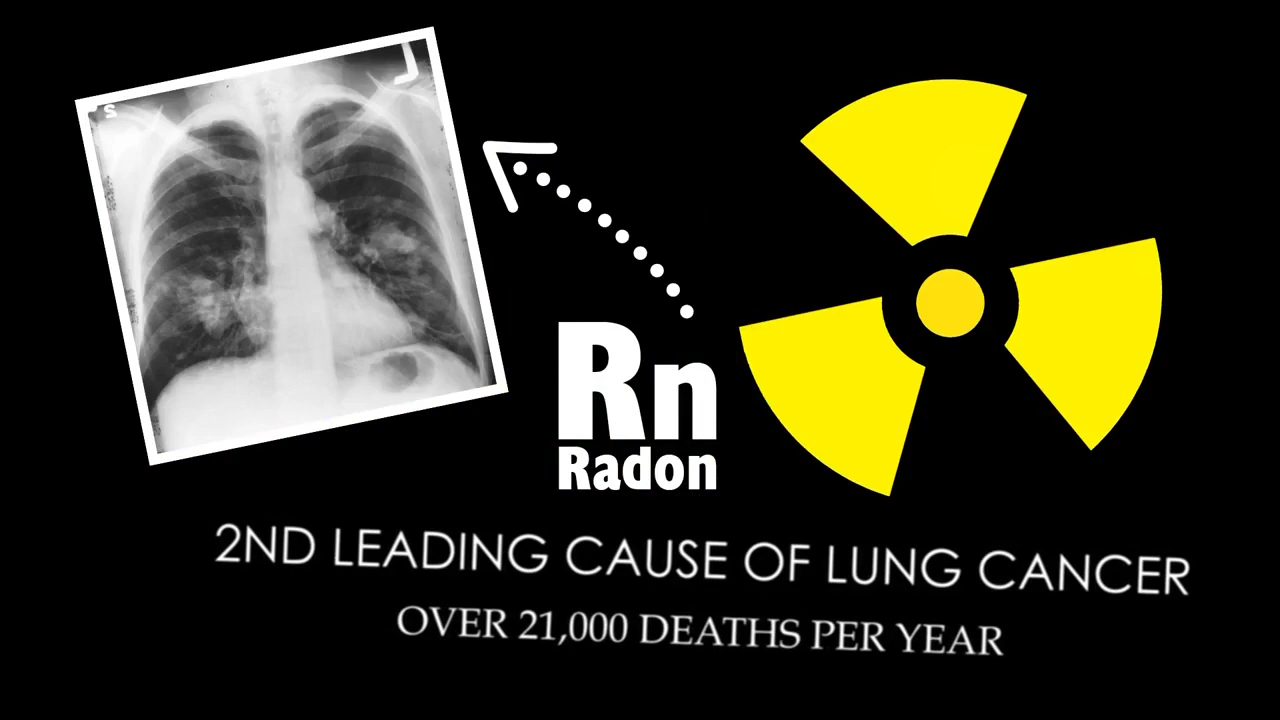 S
Rn
Radon
2ND LEADING CAUSE OF LUNG CANCER
OVER 21,000 DEATHS PER YEAR